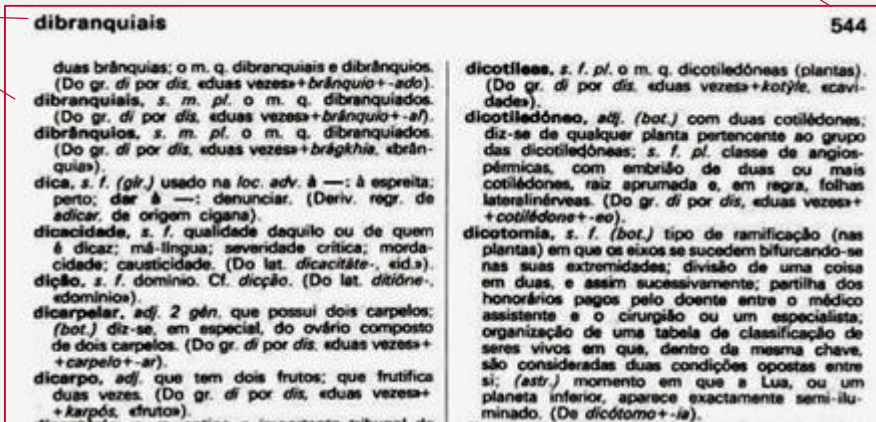 dibranquiais
544
duas brânquias; o m. q. dibranquiais e dibrânquios.
(Do gr. di por dis, «duas vezes»+brânquio+-ado).
dibranquiais, s. m. pl. o m. q. dibranquiados.
(Do gr. di por dis, «duas vezes»+brânquio+-al).
dibrânquios, s. m. pl. o m. q. dibranquiados.
(Do gr. di por dis, «duas vezes»+brágkhia, «brân-
quias»).
dica, s. f. (gír.) usado na loc. adv. à —: à espreita;
perto; dar à —: denunciar. (Deriv. regr. de
adicar, de origem cigana).
dicacidade, s. f. qualidade daquilo ou de quem
é dicaz; má-língua; severidade crítica; morda-
cidade; causticidade. (Do lat. dicacitāte-, «id.»).
dição, s. f. domínio. Cf. dicção. (Do lat. ditiōne-,
«domínio»).
dicarpelar, adj. 2 gén. que possui dois carpelos;
(bot.) diz-se, em especial, do ovário composto
de dois carpelos. (Do gr. di por dis, «duas vezes»+
+carpelo+-ar).
dicarpo, adj. que tem dois frutos; que frutifica
duas vezes. (Do gr. di por dis, «duas vezes»+
+karpós, «fruto»).
dicotíleas, s. f. pl. o m. q. dicotiledóneas (plantas).
(Do gr. di por dis, «duas vezes»+kotýle, «cavi-
dade»).
dicotiledóneo, adj. (bot.) com duas cotilédones;
diz-se de qualquer planta pertencente ao grupo
das dicotiledóneas; s. f. pl. classe de angios-
pérmicas, com embrião de duas ou mais
cotilédones, raiz aprumada e, em regra, folhas
lateralinérveas. (Do gr. di por dis, «duas vezes»+
+cotilédone+-eo).
dicotomia, s. f. (bot.) tipo de ramificação (nas
plantas) em que os eixos se sucedem bifurcando-se
nas suas extremidades; divisão de uma coisa
em duas, e assim sucessivamente; partilha dos
honorários pagos pelo doente entre o médico
assistente e o cirurgião ou um especialista;
organização de uma tabela de classificação de
seres vivos em que, dentro da mesma chave,
são consideradas duas condições opostas entre
si; (astr.) momento em que a Lua, ou um
planeta inferior, aparece exactamente semi-ilu-
minado. (De dicótomo+-ia).